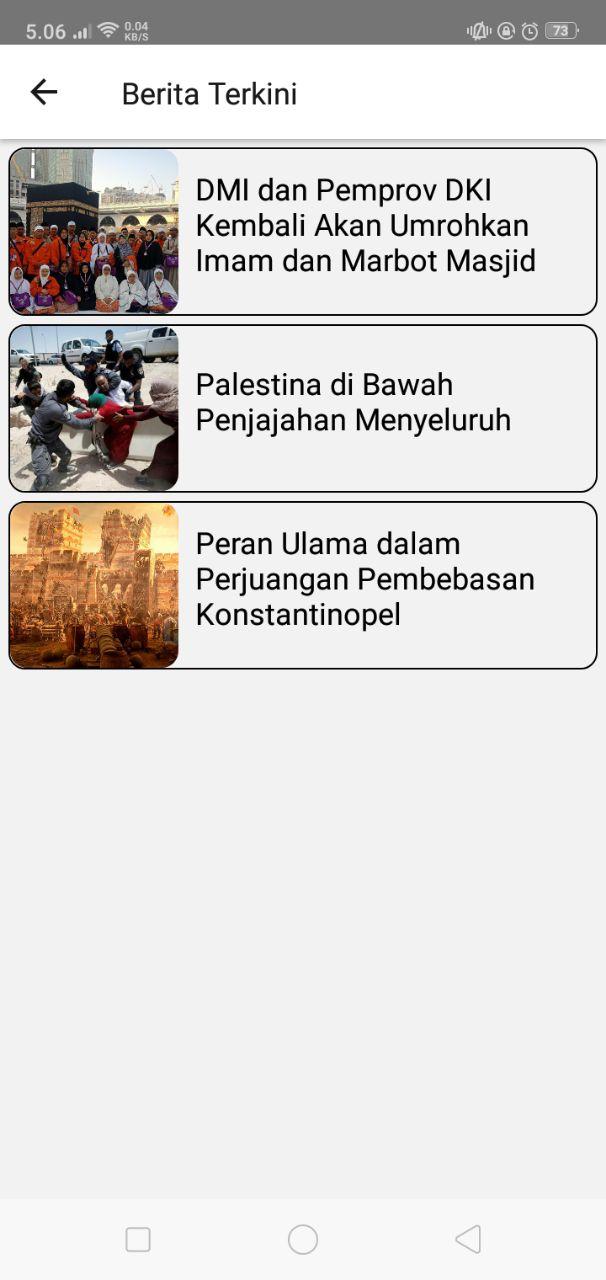 5.06
0.04
KB/S
73
Berita Terkini
DMI dan Pemprov DKI
Kembali Akan Umrohkan
Imam dan Marbot Masjid
Palestina di Bawah
Penjajahan Menyeluruh
Peran Ulama dalam
Perjuangan Pembebasan
Konstantinopel